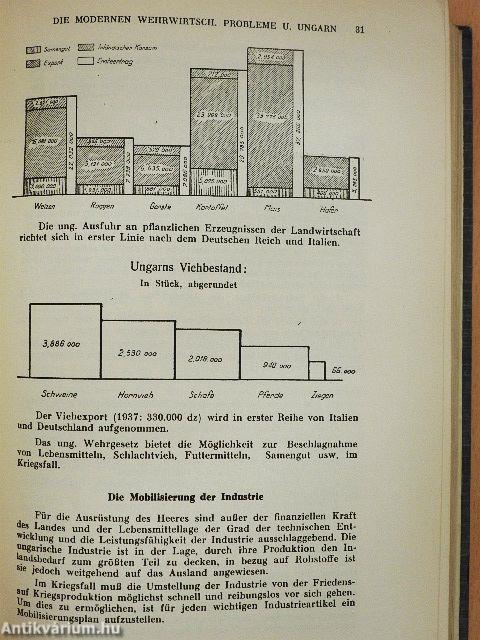 DIE MODERNEN WEHRWIRTSCH. PROBLEME U. UNGARN 31
Samengut Inländischer Konsum
Export Ernteertrag
Weizen Roggen Gerste Kartoffel Mais Hafer
Die ung. Ausfuhr an pflanzlichen Erzeugnissen der Landwirtschaft
richtet sich in erster Linie nach dem Deutschen Reich und Italien.
Ungarns Viehbestand:
In Stück, abgerundet
3,886 000 2,530 000 2,018 000 940 000 66.000
Schweine Hornvieh Schafe Pferde Ziegen
Der Viehexport (1937: 330.000 dz) wird in erster Reihe von Italien
und Deutschland aufgenommen.
Das ung. Wehrgesetz bietet die Möglichkeit zur Beschlagnahme
von Lebensmitteln, Schlachtvieh, Futtermitteln, Samengut usw. im
Kriegsfall.
Die Mobilisierung der Industrie
Für die Ausrüstung des Heeres sind außer der finanziellen Kraft
des Landes und der Lebensmittellage der Grad der technischen Ent-
wicklung und die Leistungsfähigkeit der Industrie ausschlaggebend. Die
ungarische Industrie ist in der Lage, durch ihre Produktion den In-
landsbedarf zum größten Teil zu decken, in bezug auf Rohstoffe ist
sie jedoch weitgehend auf das Ausland angewiesen.
Im Kriegsfall muß die Umstellung der Industrie von der Friedens-
auf Kriegsproduktion möglichst schnell und reibungslos vor sich gehen.
Um dies zu ermöglichen, ist für jeden wichtigen Industrieartikel ein
Mobilisierungsplan aufzustellen.
Antikvárium.hu